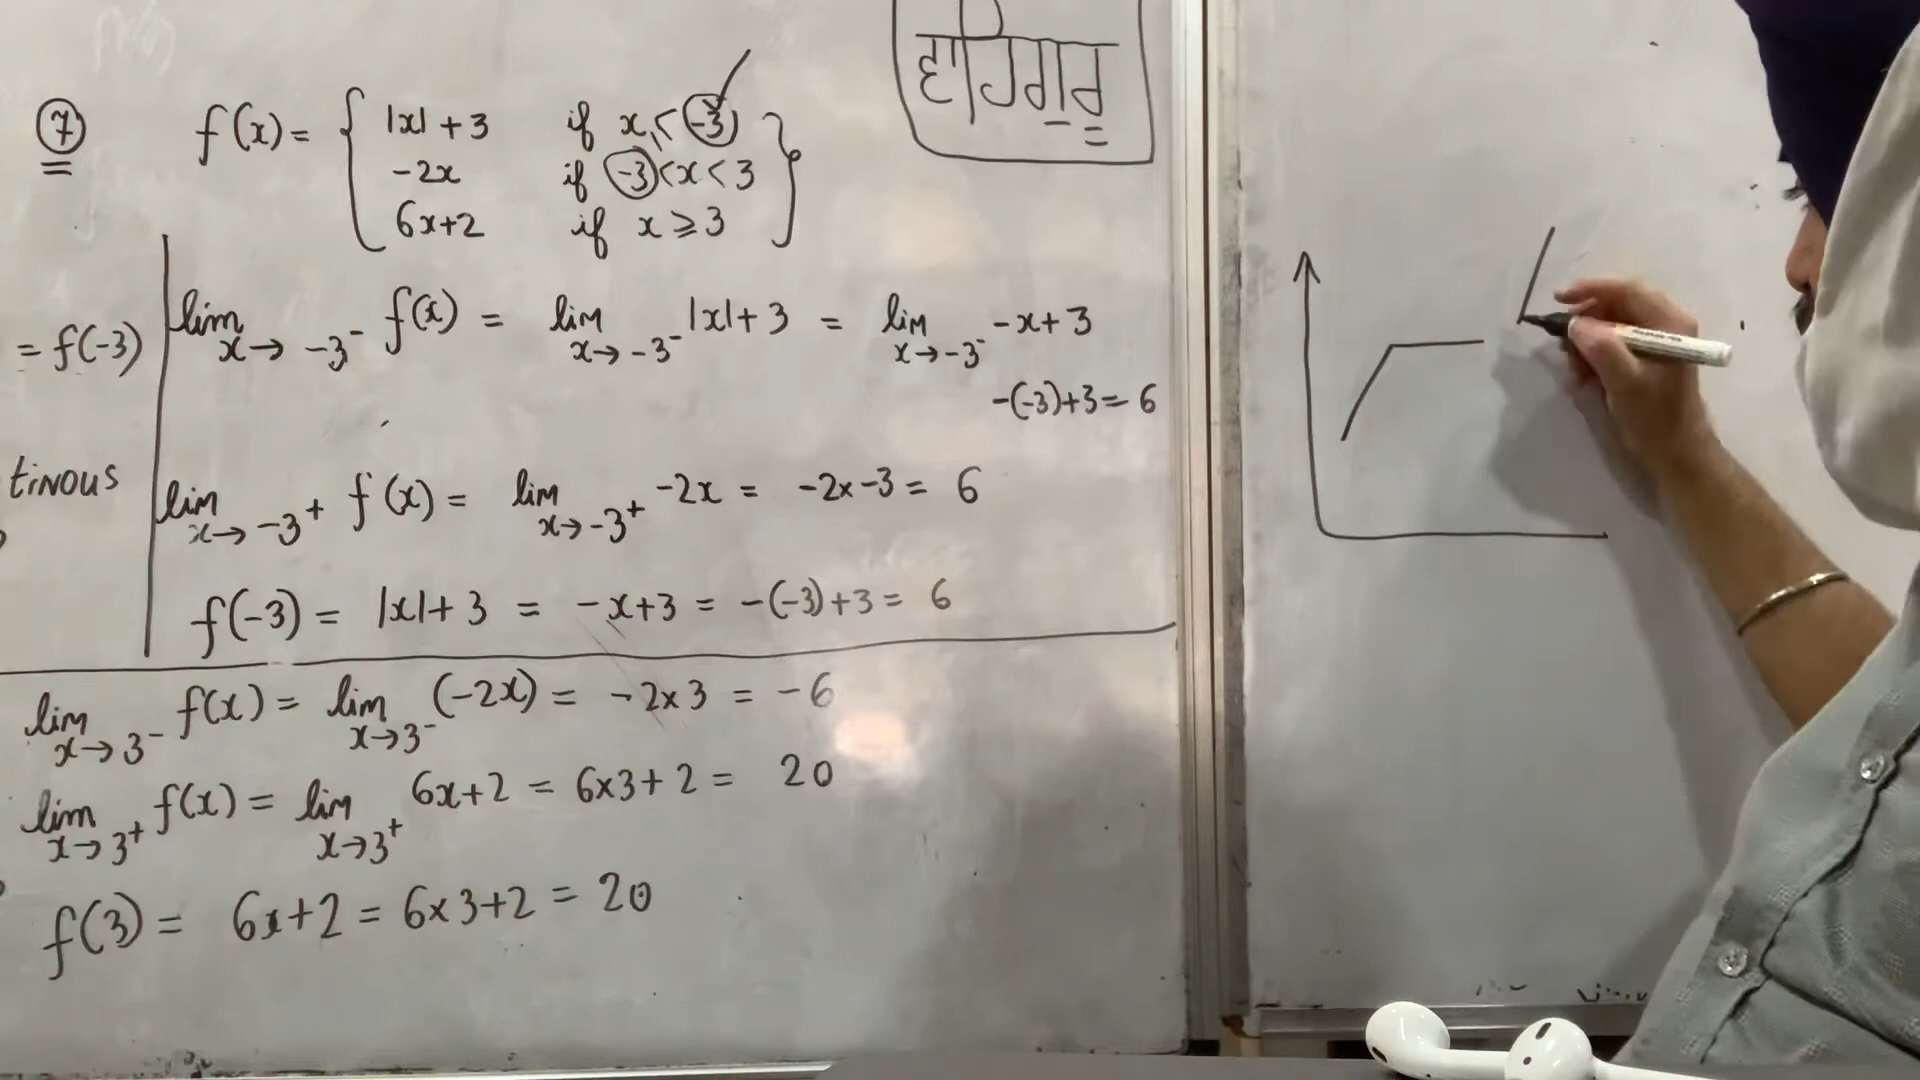 ਵਾਹਿਗੁਰੂ
⑦ f(x) = { |x| + 3 if x ≤ -3
-2x if -3 < x < 3
6x+2 if x ⩾ 3 }
= f(-3)
lim x→ -3⁻ f(x) = lim x→ -3⁻ |x|+3 = lim x→-3⁻ -x+3
-(-3)+3 = 6
tinous
lim x→ -3⁺ f(x) = lim x→-3⁺ -2x = -2x-3 = 6
f(-3) = |x|+3 = -x+3 = -(-3)+3 = 6
lim x→3⁻ f(x) = lim x→3⁻ (-2x) = -2x3 = -6
lim x→3⁺ f(x) = lim x→3⁺ 6x+2 = 6x3+2 = 20
f(3) = 6x+2 = 6x3+2 = 20